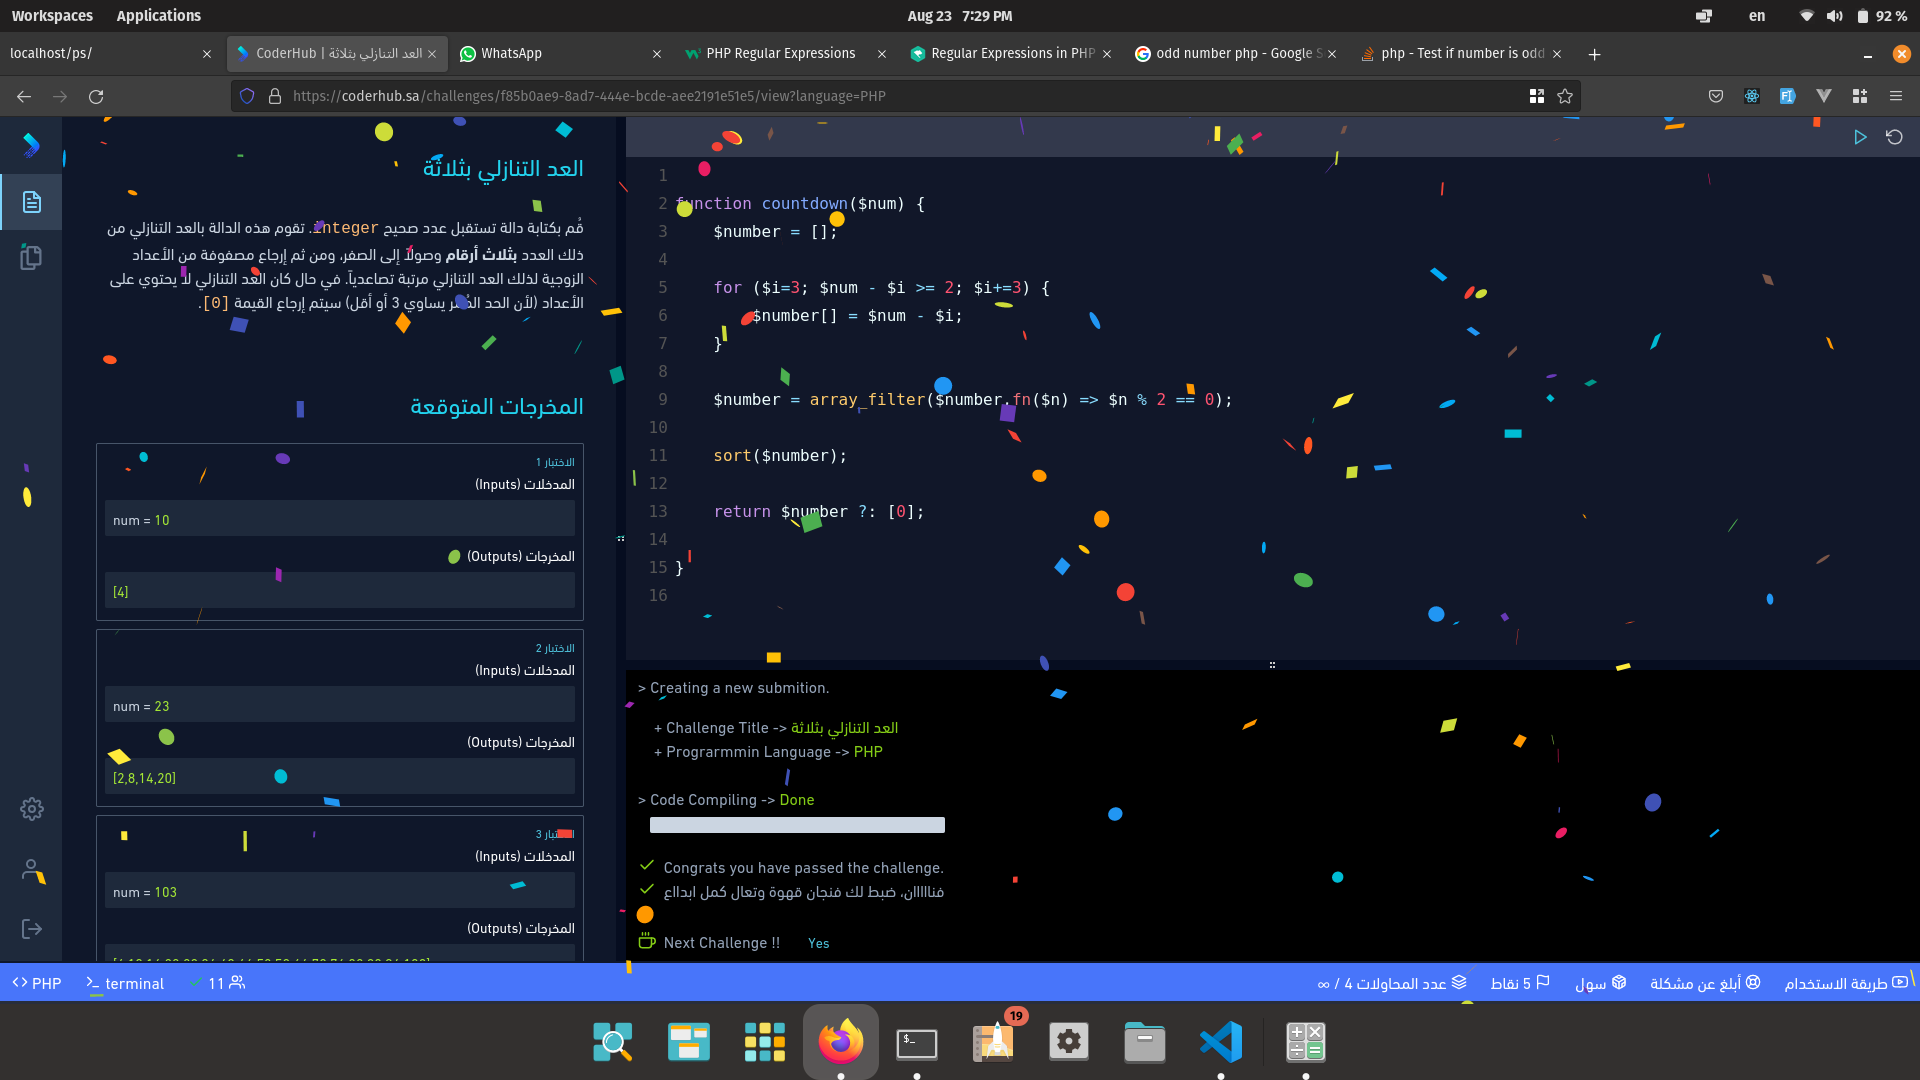 Workspaces Applications Aug 23 7:29 PM en 92 %
localhost/ps/ CoderHub | العد التنازلي بثلاثة WhatsApp PHP Regular Expressions Regular Expressions in PHP odd number php - Google S php - Test if number is odd
https://coderhub.sa/challenges/f85b0ae9-8ad7-444e-bcde-aee2191e51e5/view?language=PHP
العد التنازلي بثلاثة
قُم بكتابة دالة تستقبل عدد صحيح integer. تقوم هذه الدالة بالعد التنازلي من
ذلك العدد بثلاث أرقام وصولاً إلى الصفر، ومن ثم إرجاع مصفوفة من الأعداد
الزوجية لذلك العد التنازلي مرتبة تصاعدياً. في حال كان العد التنازلي لا يحتوي على
الأعداد (لأن الحد المُمرر يساوي 3 أو أقل) سيتم إرجاع القيمة [0].
المخرجات المتوقعة
الاختبار 1
المدخلات (Inputs)
num = 10
المخرجات (Outputs)
[4]
الاختبار 2
المدخلات (Inputs)
num = 23
المخرجات (Outputs)
[2,8,14,20]
الاختبار 3
المدخلات (Inputs)
num = 103
المخرجات (Outputs)
1
2 function countdown($num) {
3 $number = [];
4
5 for ($i=3; $num - $i >= 2; $i+=3) {
6 $number[] = $num - $i;
7 }
8
9 $number = array_filter($number,fn($n) => $n % 2 == 0);
10
11 sort($number);
12
13 return $number ?: [0];
14
15 }
16
> Creating a new submition.
+ Challenge Title -> العد التنازلي بثلاثة
+ Prograrmmin Language -> PHP
> Code Compiling -> Done
Congrats you have passed the challenge.
فناااااان، ضبط لك فنجان قهوة وتعال كمل ابدااع
Next Challenge !! Yes
PHP terminal 11 عدد المحاولات 4 / ∞ 5 نقاط سهل أبلغ عن مشكلة طريقة الاستخدام
19